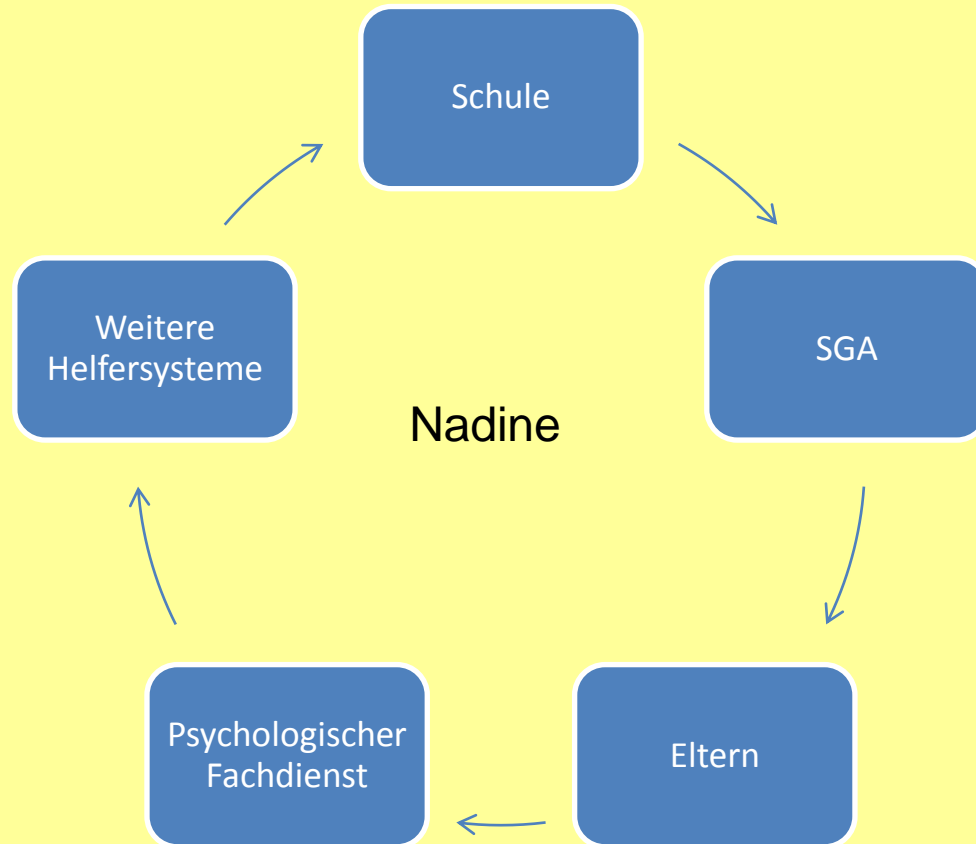 Schule
SGA
Eltern
Psychologischer
Fachdienst
Weitere
Helfersysteme
Nadine